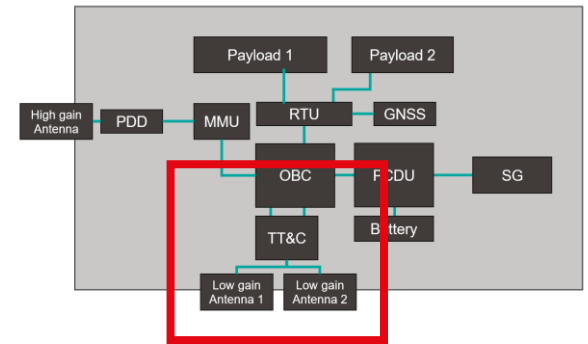 Payload 1
Payload 2
High gain
Antenna
PDD
MMU
RTU
GNSS
OBC
PCDU
SG
TT&C
Battery
Low gain
Antenna 1
Low gain
Antenna 2